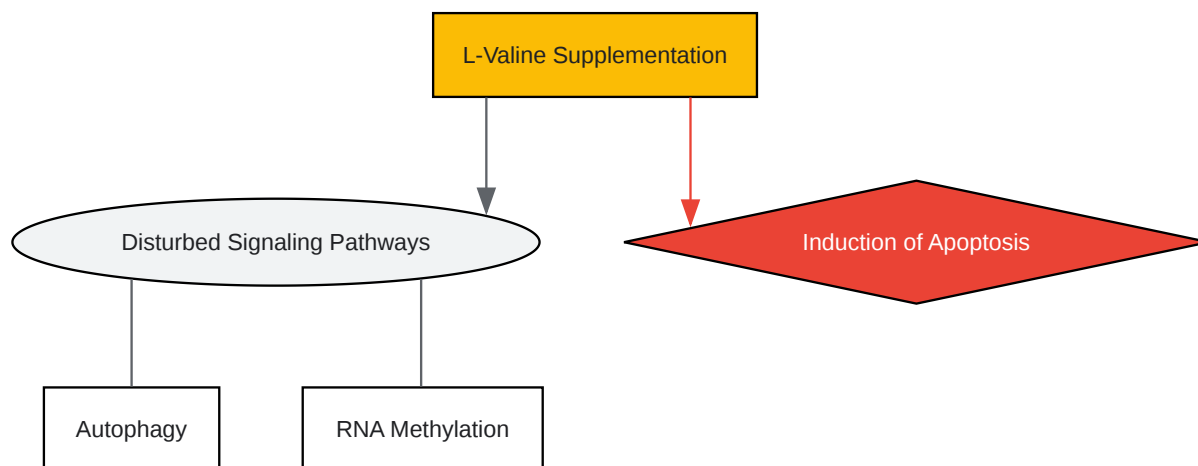 L-Valine Supplementation
Disturbed Signaling Pathways
Induction of Apoptosis
Autophagy
RNA Methylation